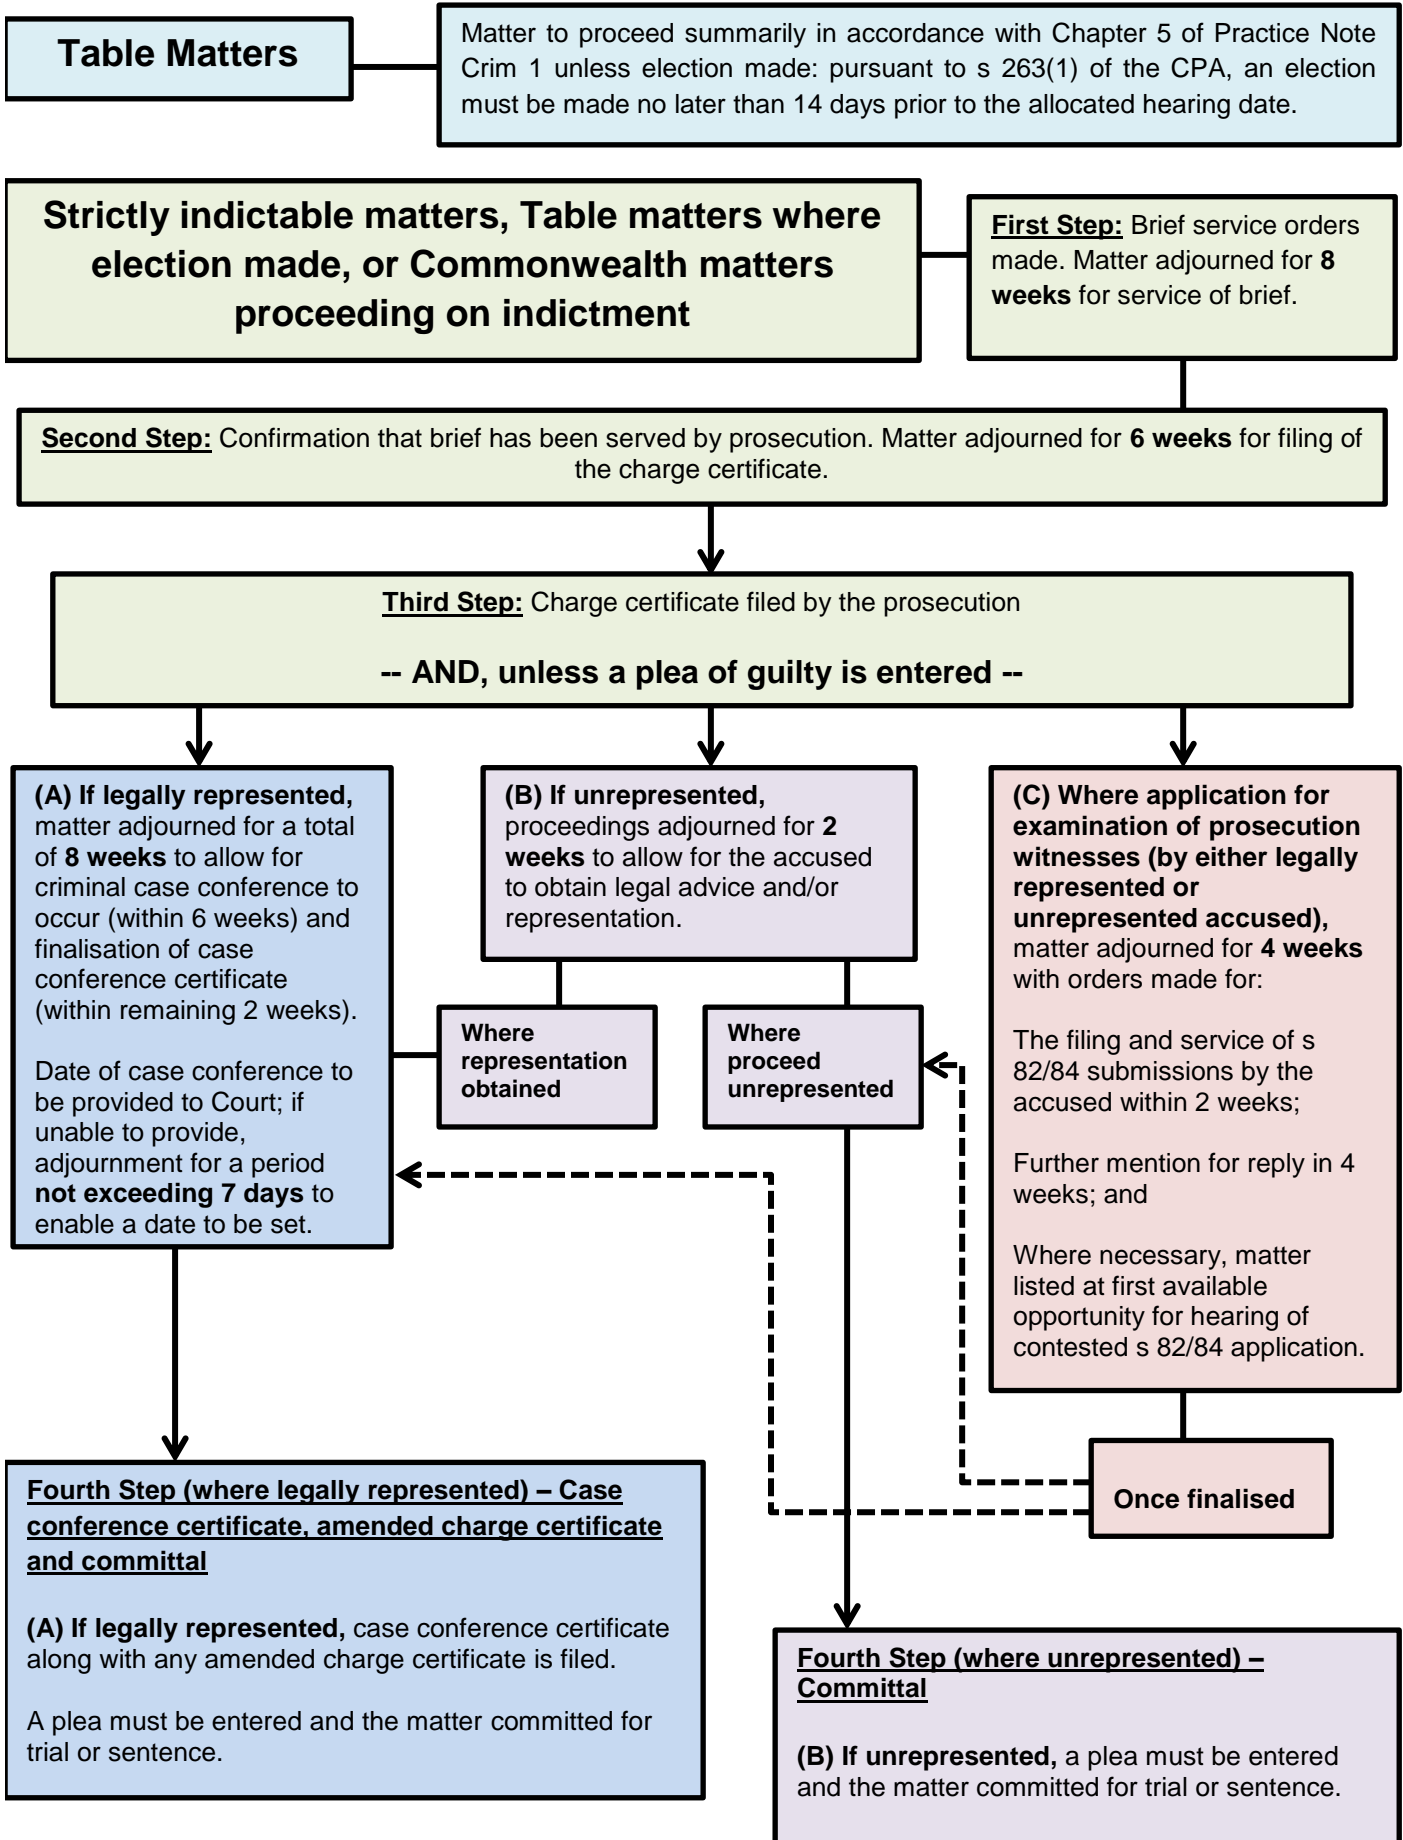 Table Matters
Matter to proceed summarily in accordance with Chapter 5 of Practice Note
Crim 1 unless election made: pursuant to s 263(1) of the CPA, an election
must be made no later than 14 days prior to the allocated hearing date.
Strictly indictable matters, Table matters where
election made, or Commonwealth matters
proceeding on indictment
First Step: Brief service orders
made. Matter adjourned for 8
weeks for service of brief.
Second Step: Confirmation that brief has been served by prosecution. Matter adjourned for 6 weeks for filing of
the charge certificate.
Third Step: Charge certificate filed by the prosecution
-- AND, unless a plea of guilty is entered --
(A) If legally represented,
matter adjourned for a total
of 8 weeks to allow for
criminal case conference to
occur (within 6 weeks) and
finalisation of case
conference certificate
(within remaining 2 weeks).
Date of case conference to
be provided to Court; if
unable to provide,
adjournment for a period
not exceeding 7 days to
enable a date to be set.
(B) If unrepresented,
proceedings adjourned for 2
weeks to allow for the accused
to obtain legal advice and/or
representation.
Where
representation
obtained
Where
proceed
unrepresented
(C) Where application for
examination of prosecution
witnesses (by either legally
represented or
unrepresented accused),
matter adjourned for 4 weeks
with orders made for:
The filing and service of s
82/84 submissions by the
accused within 2 weeks;
Further mention for reply in 4
weeks; and
Where necessary, matter
listed at first available
opportunity for hearing of
contested s 82/84 application.
Once finalised
Fourth Step (where legally represented) – Case
conference certificate, amended charge certificate
and committal
(A) If legally represented, case conference certificate
along with any amended charge certificate is filed.
A plea must be entered and the matter committed for
trial or sentence.
Fourth Step (where unrepresented) –
Committal
(B) If unrepresented, a plea must be entered
and the matter committed for trial or sentence.